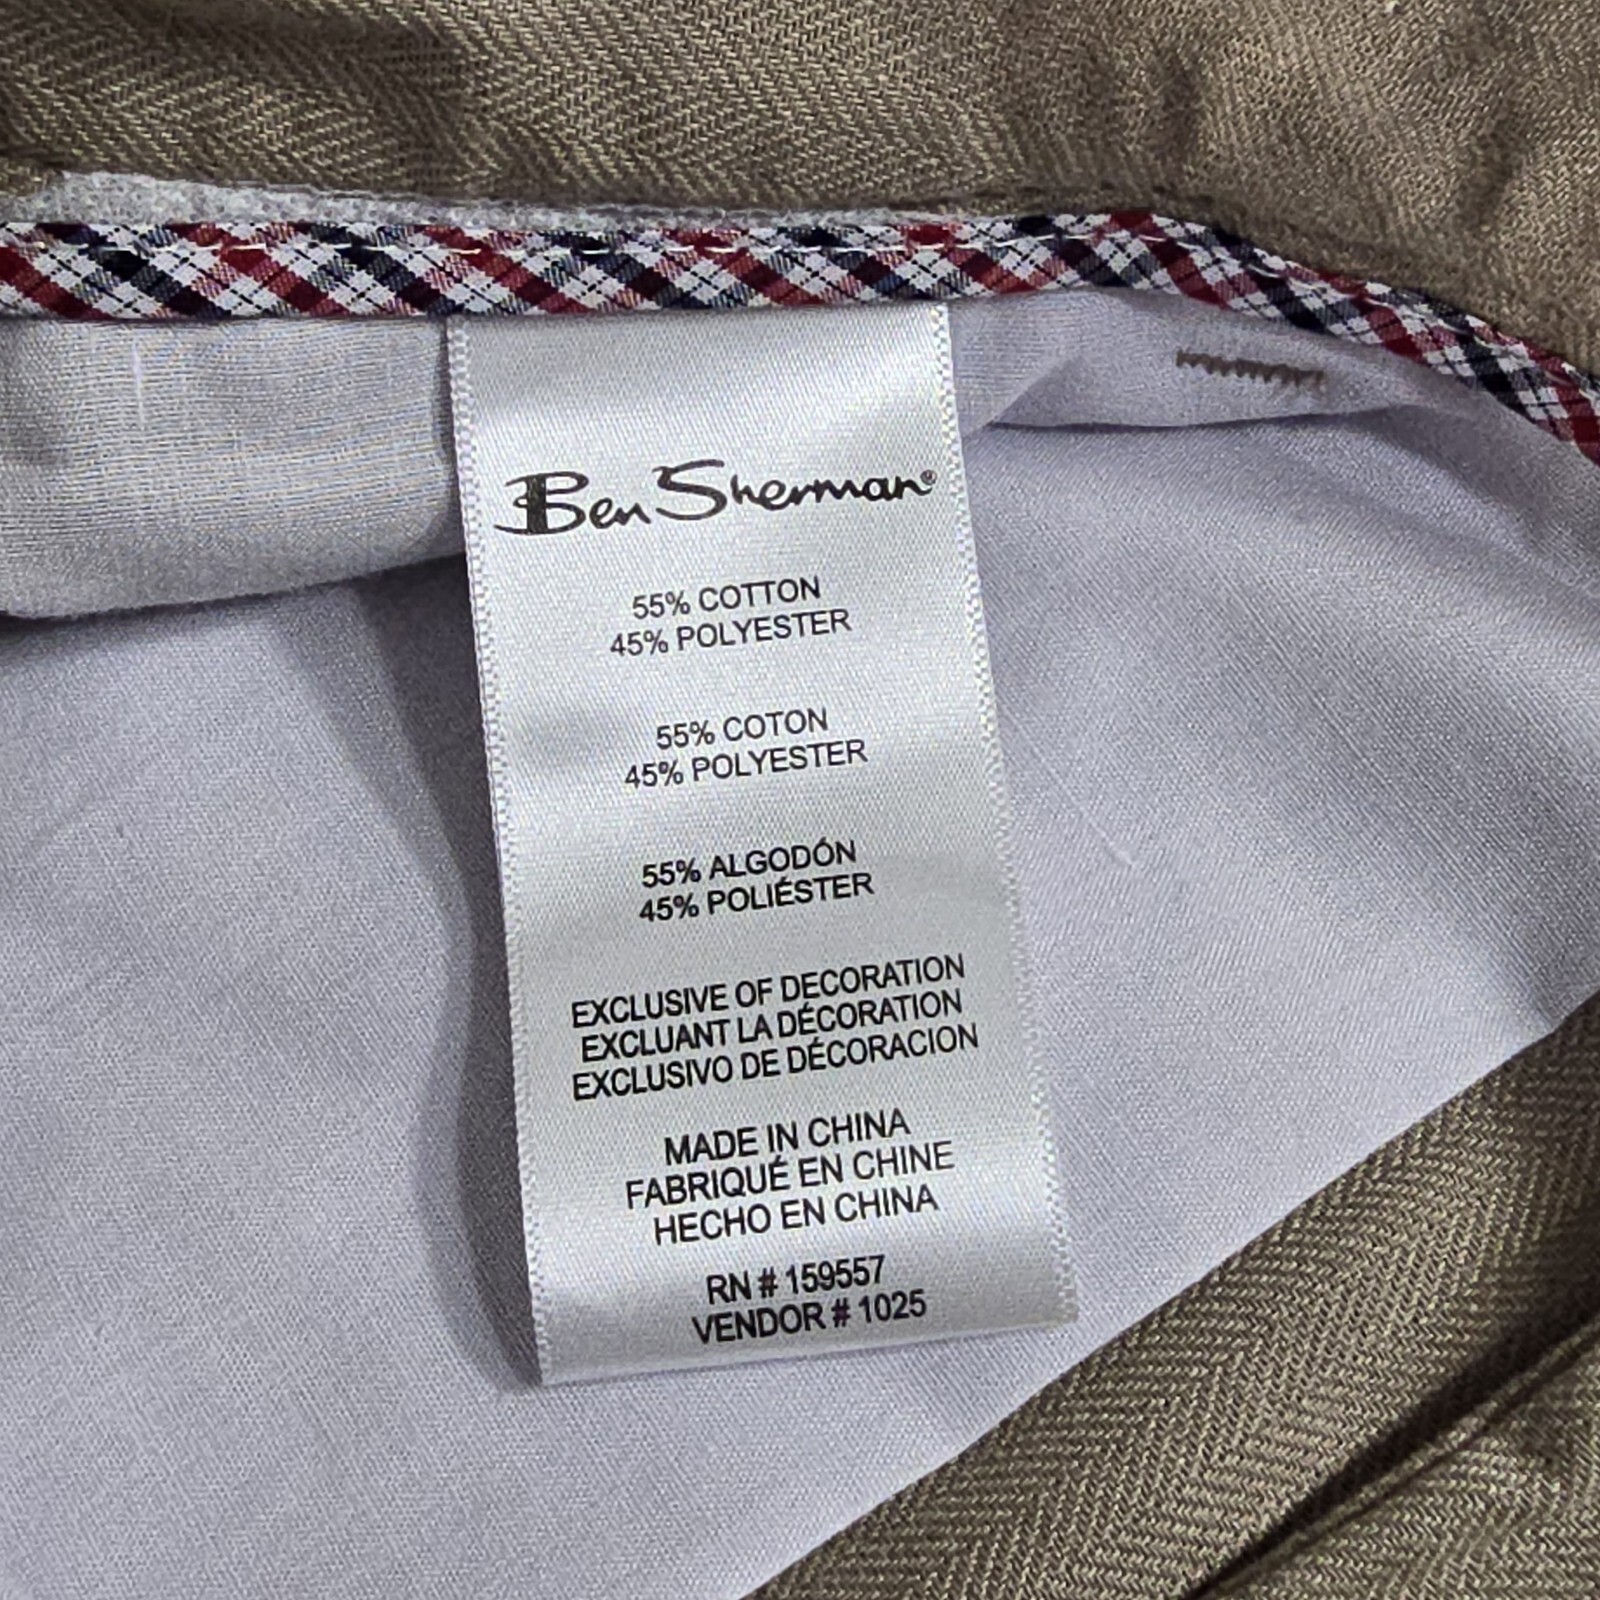 Ben Sherman®
55% COTTON
45% POLYESTER
55% COTON
45% POLYESTER
55% ALGODÓN
45% POLIÉSTER
EXCLUSIVE OF DECORATION
EXCLUANT LA DÉCORATION
EXCLUSIVO DE DÉCORACION
MADE IN CHINA
FABRIQUÉ EN CHINE
HECHO EN CHINA
RN # 159557
VENDOR # 1025